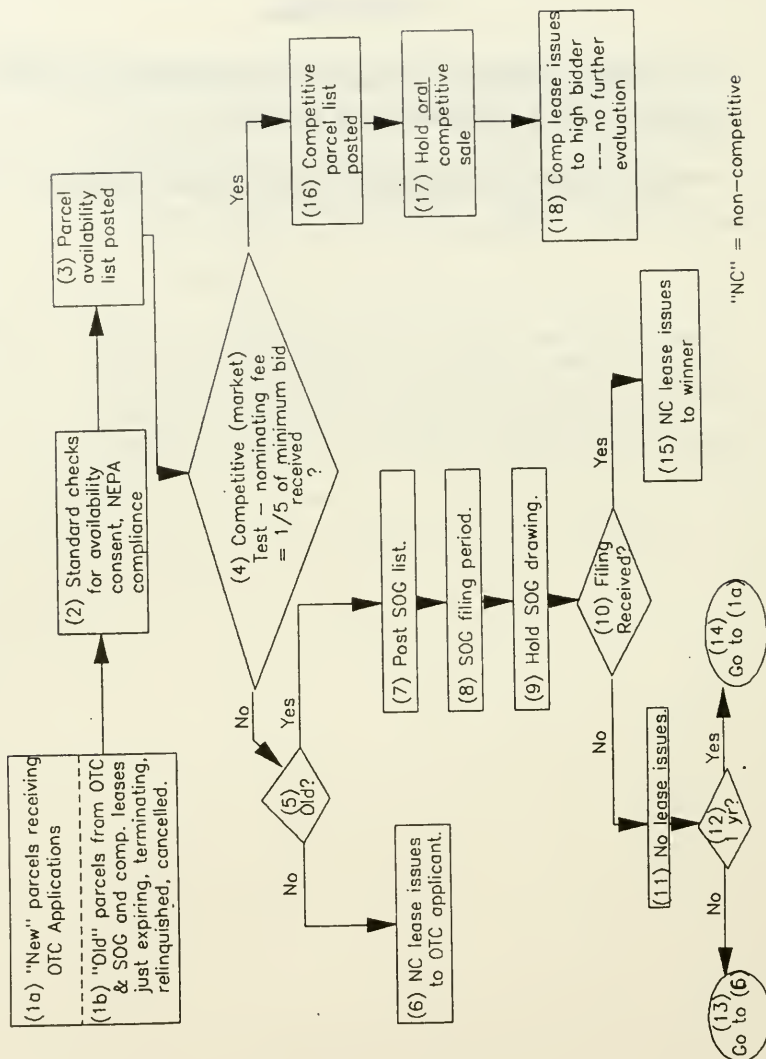 (1a) "New" parcels receiving
OTC Applications
(1b) "Old" parcels from OTC
& SOG and comp. leases
just expiring, terminating,
relinquished, cancelled.
(2) Standard checks
for availability
consent, NEPA
compliance
(3) Parcel
availability
list posted
(4) Competitive (market)
Test – nominating fee
= 1/5 of minimum bid
received
?
No
Yes
(5)
Old?
No
Yes
(6) NC lease issues
to OTC applicant.
(7) Post SOG list.
(8) SOG filing period.
(9) Hold SOG drawing.
(10) Filing
Received?
No
Yes
(11) No lease issues.
(12)
1 yr?
No
Yes
(13)
Go to (6)
(14)
Go to (1a)
(15) NC lease issues
to winner
(16) Competitive
parcel list
posted
(17) Hold oral
competitive
sale
(18) Comp lease issues
to high bidder
–– no further
evaluation
"NC" = non–competitive